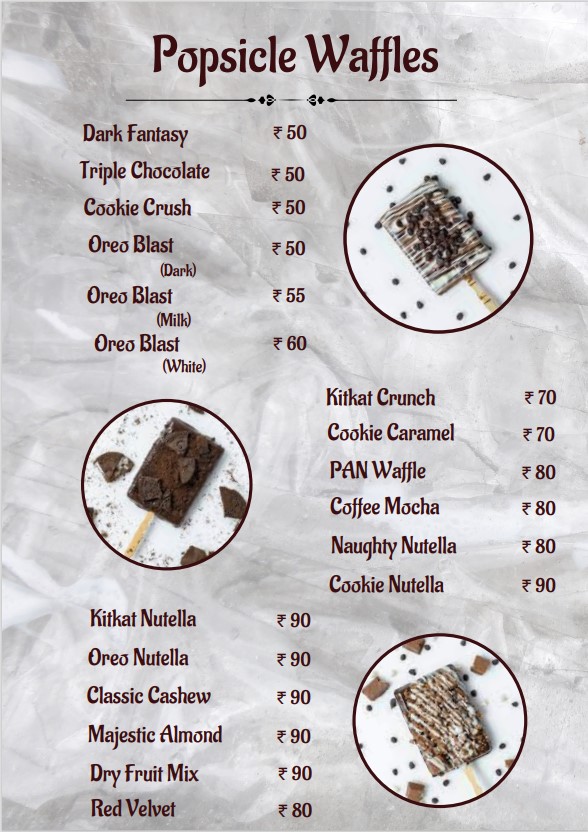 Popsicle Waffles
Dark Fantasy ₹ 50
Triple Chocolate ₹ 50
Cookie Crush ₹ 50
Oreo Blast ₹ 50
(Dark)
Oreo Blast ₹ 55
(Milk)
Oreo Blast ₹ 60
(White)
Kitkat Crunch ₹ 70
Cookie Caramel ₹ 70
PAN Waffle ₹ 80
Coffee Mocha ₹ 80
Naughty Nutella ₹ 80
Cookie Nutella ₹ 90
Kitkat Nutella ₹ 90
Oreo Nutella ₹ 90
Classic Cashew ₹ 90
Majestic Almond ₹ 90
Dry Fruit Mix ₹ 90
Red Velvet ₹ 80